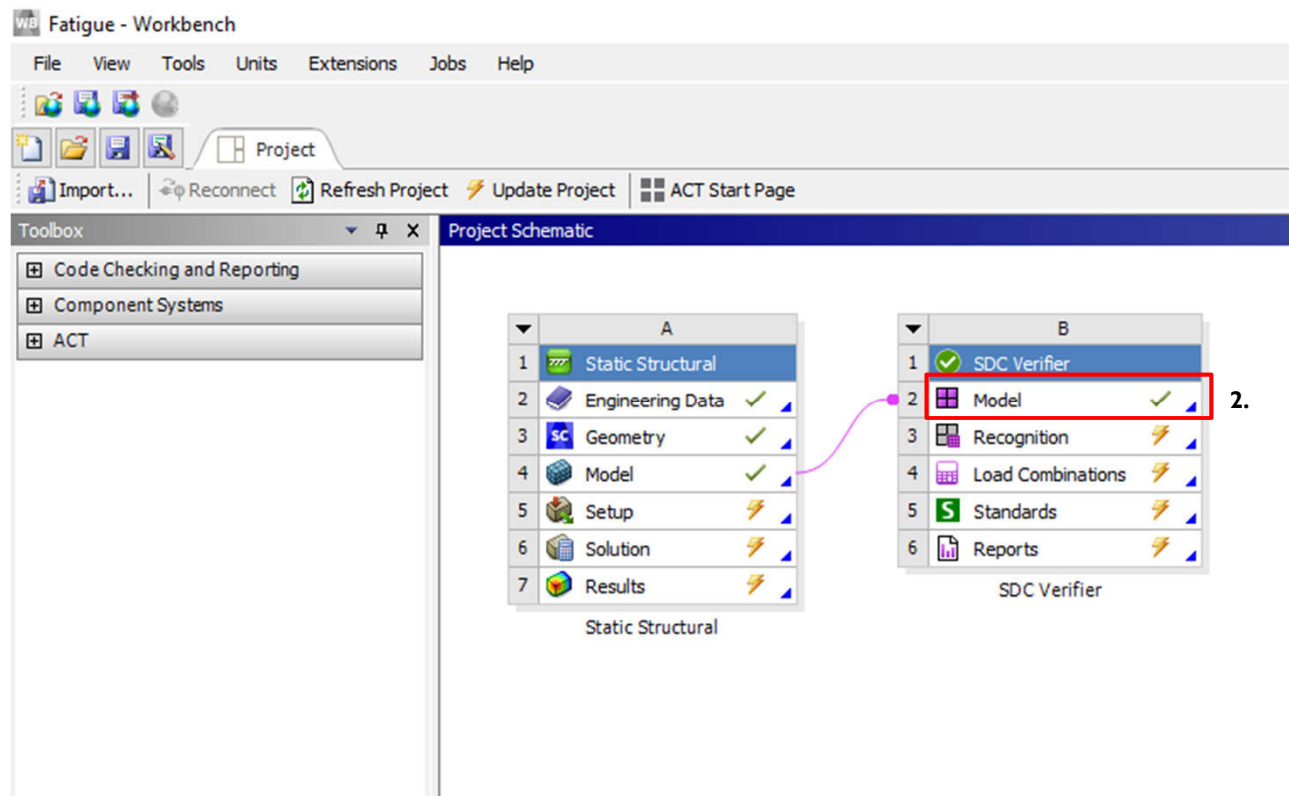 WB Fatigue - Workbench
File View Tools Units Extensions Jobs Help
Project
Import... Reconnect Refresh Project Update Project ACT Start Page
Toolbox
Project Schematic
Code Checking and Reporting
Component Systems
ACT
A
1 Static Structural
2 Engineering Data
3 SC Geometry
4 Model
5 Setup
6 Solution
7 Results
Static Structural
B
1 SDC Verifier
2 Model
3 Recognition
4 Load Combinations
5 S Standards
6 Reports
SDC Verifier
2.